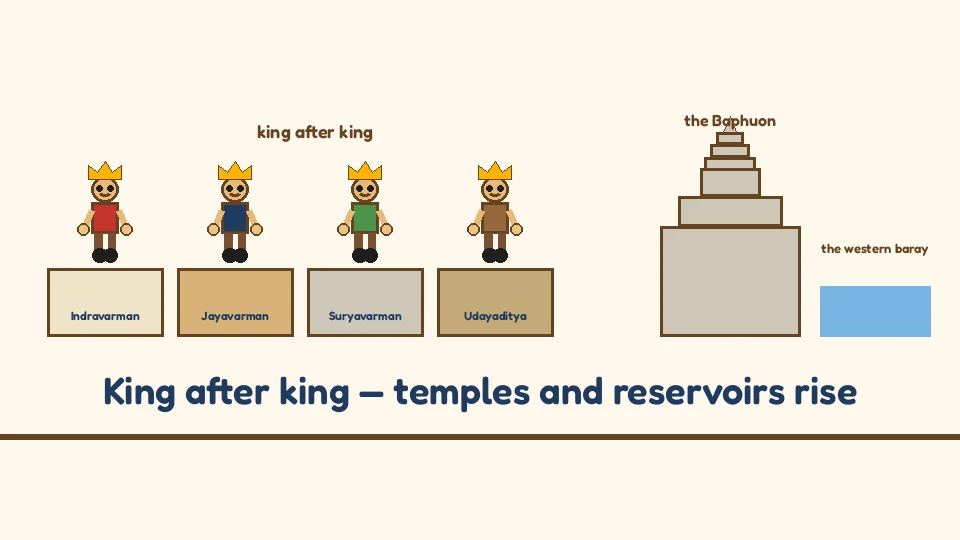 king after king
the Baphuon
the western baray
Indravarman
Jayavarman
Suryavarman
Udayaditya
King after king — temples and reservoirs rise